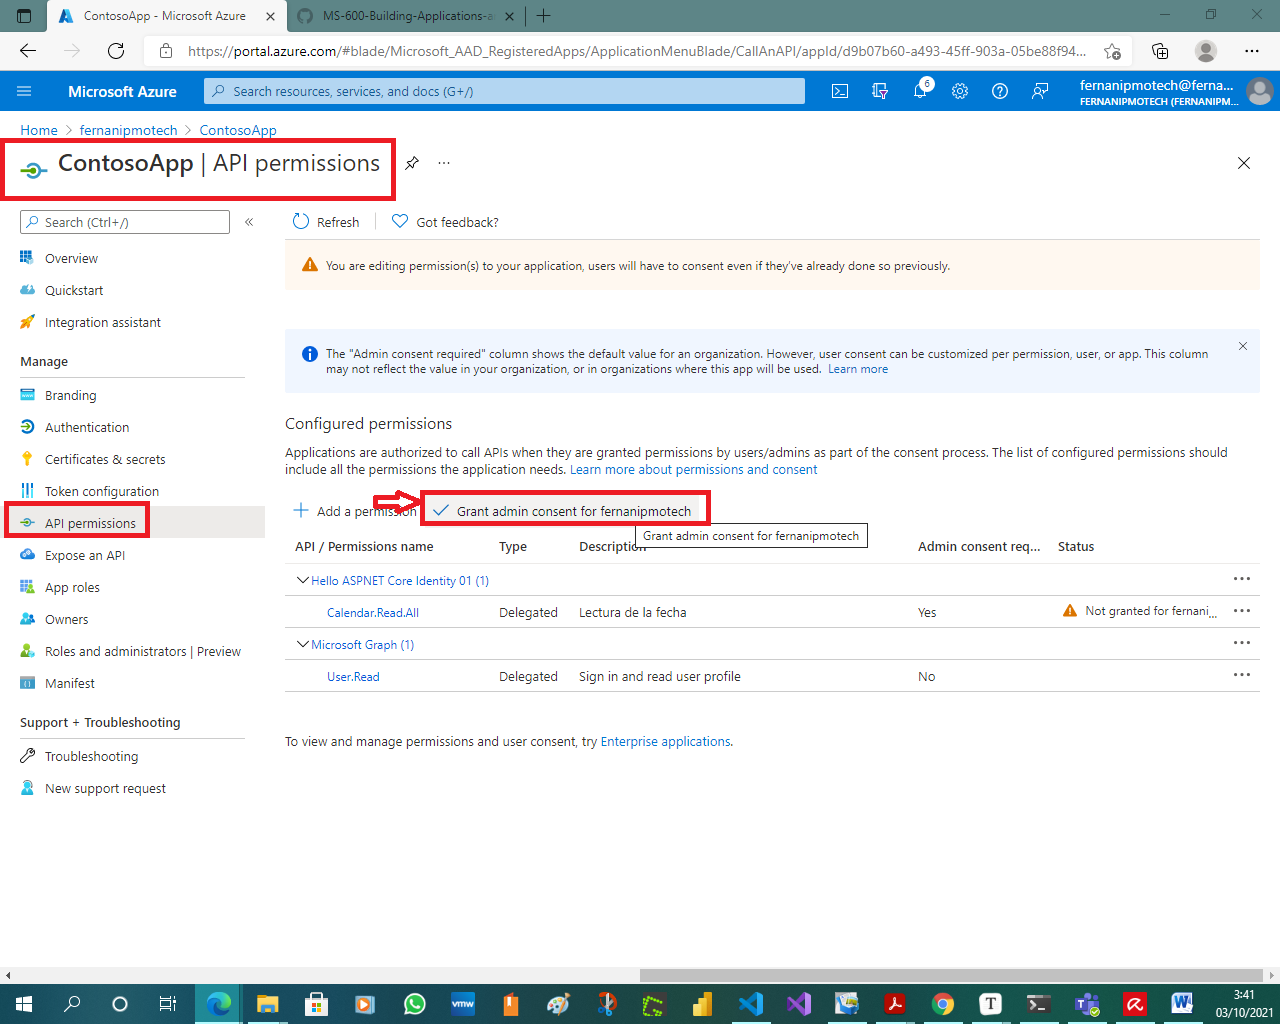 ContosoApp - Microsoft Azure
MS-600-Building-Applications-a
https://portal.azure.com/#blade/Microsoft_AAD_RegisteredApps/ApplicationMenuBlade/CallAnAPI/appId/d9b07b60-a493-45ff-903a-05be88f94...
Microsoft Azure
Search resources, services, and docs (G+/)
6
fernanipmotech@ferna...
FERNANIPMOTECH (FERNANIPM...
Home > fernanipmotech > ContosoApp
ContosoApp | API permissions
Search (Ctrl+/)
Refresh
Got feedback?
Overview
Quickstart
Integration assistant
Manage
Branding
Authentication
Certificates & secrets
Token configuration
API permissions
Expose an API
App roles
Owners
Roles and administrators | Preview
Manifest
Support + Troubleshooting
Troubleshooting
New support request
You are editing permission(s) to your application, users will have to consent even if they've already done so previously.
The "Admin consent required" column shows the default value for an organization. However, user consent can be customized per permission, user, or app. This column
may not reflect the value in your organization, or in organizations where this app will be used. Learn more
Configured permissions
Applications are authorized to call APIs when they are granted permissions by users/admins as part of the consent process. The list of configured permissions should
include all the permissions the application needs. Learn more about permissions and consent
Add a permission
Grant admin consent for fernanipmotech
Grant admin consent for fernanipmotech
API / Permissions name Type Description Admin consent req... Status
Hello ASPNET Core Identity 01 (1)
Calendar.Read.All Delegated Lectura de la fecha Yes Not granted for fernani...
Microsoft Graph (1)
User.Read Delegated Sign in and read user profile No
To view and manage permissions and user consent, try Enterprise applications.
vmw
T
W
3:41
03/10/2021